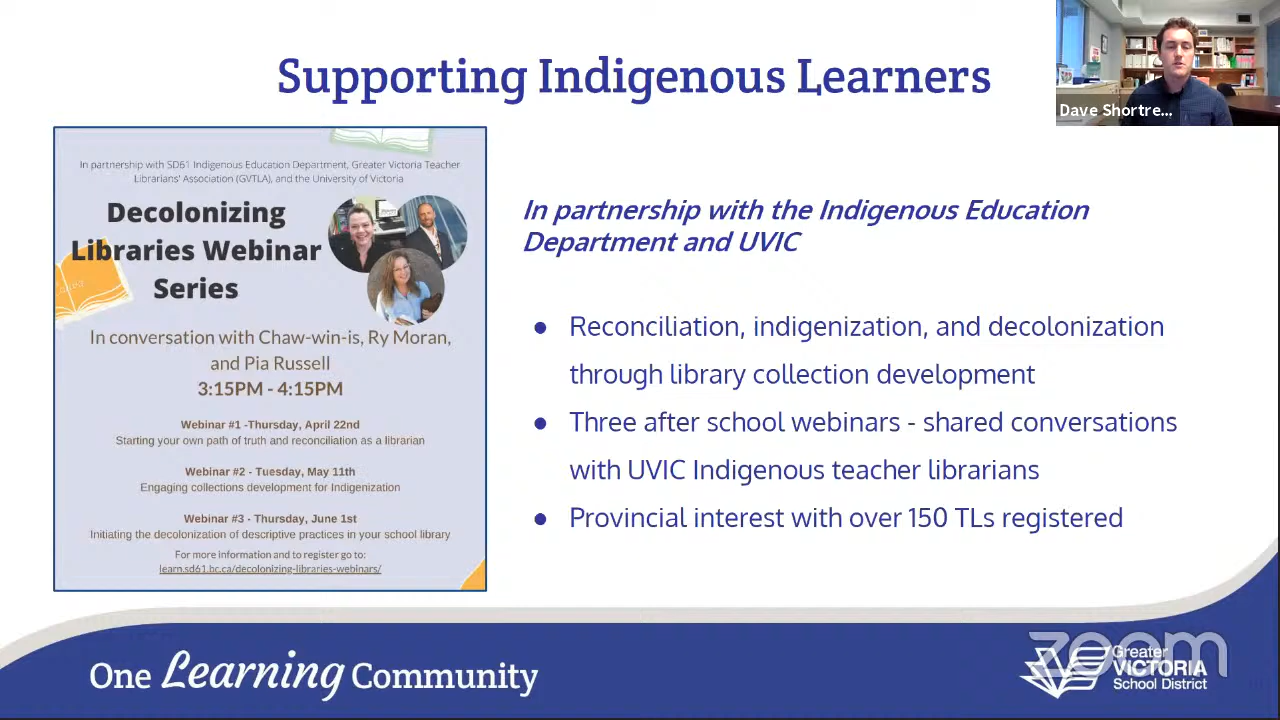 Supporting Indigenous Learners
Dave Shortre...
In partnership with SD61 Indigenous Education Department, Greater Victoria Teacher
Librarians' Association (GVTLA), and the University of Victoria
Decolonizing
Libraries Webinar
Series
In conversation with Chaw-win-is, Ry Moran,
and Pia Russell
3:15PM - 4:15PM
Webinar #1 -Thursday, April 22nd
Starting your own path of truth and reconciliation as a librarian
Webinar #2 - Tuesday, May 11th
Engaging collections development for Indigenization
Webinar #3 - Thursday, June 1st
Initiating the decolonization of descriptive practices in your school library
For more information and to register go to:
learn.sd61.bc.ca/decolonizing-libraries-webinars/
In partnership with the Indigenous Education
Department and UVIC
● Reconciliation, indigenization, and decolonization
through library collection development
● Three after school webinars - shared conversations
with UVIC Indigenous teacher librarians
● Provincial interest with over 150 TLs registered
One Learning Community
zoom
Greater
VICTORIA
School District